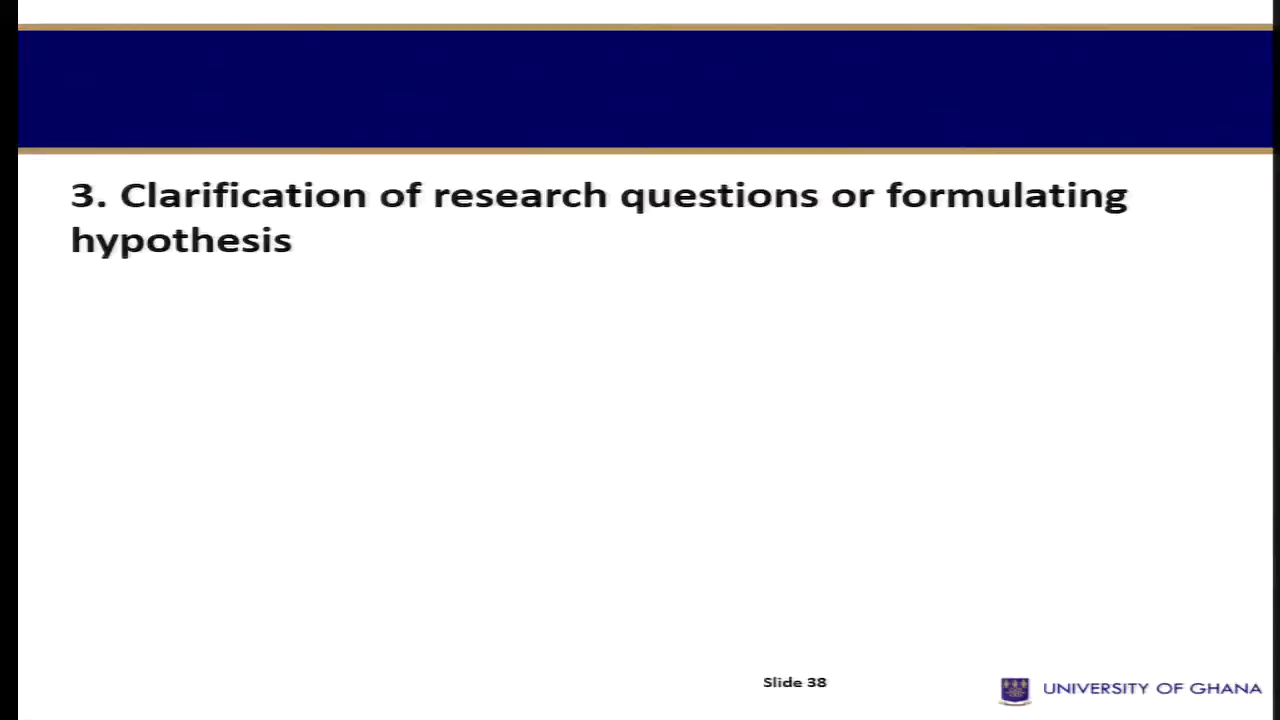 3. Clarification of research questions or formulating
hypothesis
Slide 38
UNIVERSITY OF GHANA